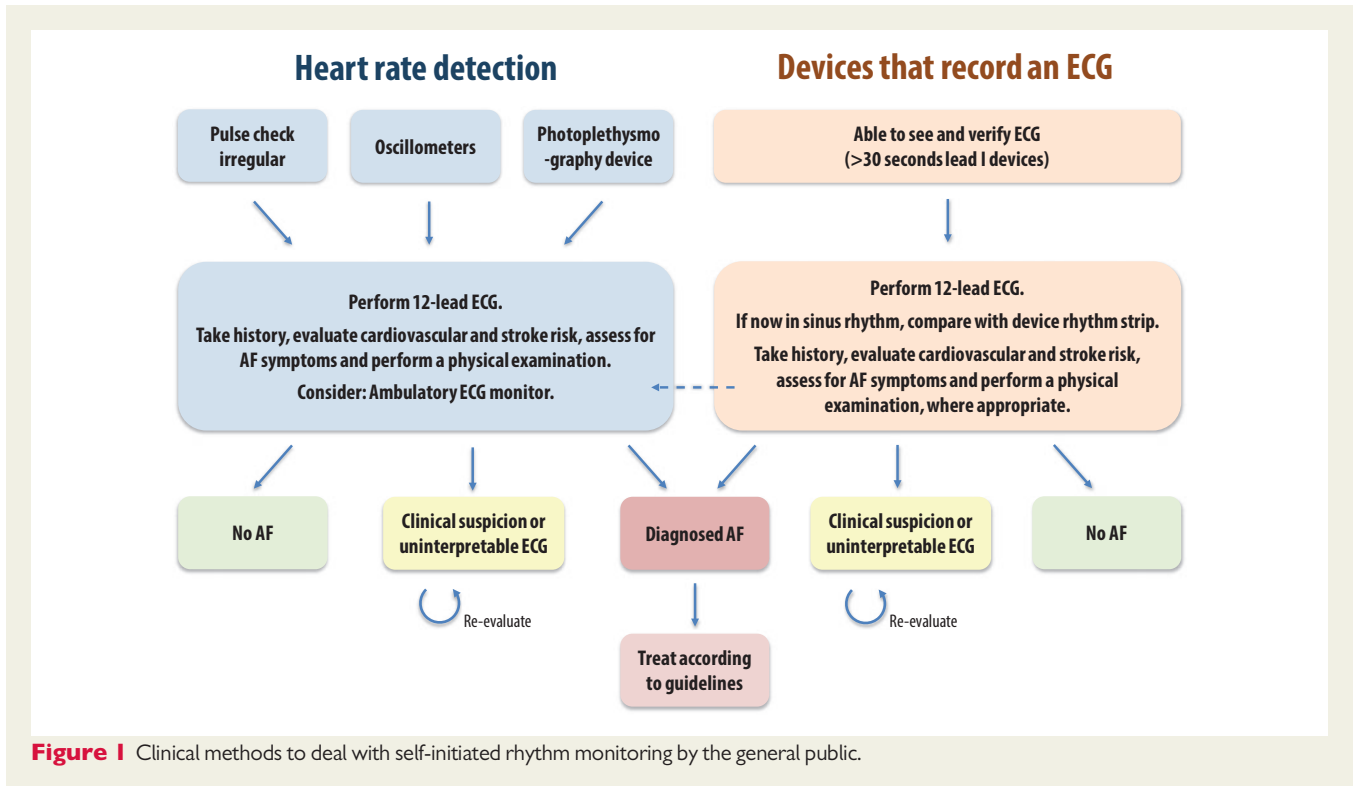 Heart rate detection
Devices that record an ECG
Pulse check
irregular
Oscillometers
Photoplethysmo
-graphy device
Able to see and verify ECG
(>30 seconds lead I devices)
Perform 12-lead ECG.
Take history, evaluate cardiovascular and stroke risk, assess for
AF symptoms and perform a physical examination.
Consider: Ambulatory ECG monitor.
Perform 12-lead ECG.
If now in sinus rhythm, compare with device rhythm strip.
Take history, evaluate cardiovascular and stroke risk,
assess for AF symptoms and perform a physical
examination, where appropriate.
No AF
Clinical suspicion or
uninterpretable ECG
Diagnosed AF
Clinical suspicion or
uninterpretable ECG
No AF
Re-evaluate
Re-evaluate
Treat according
to guidelines
Figure 1 Clinical methods to deal with self-initiated rhythm monitoring by the general public.